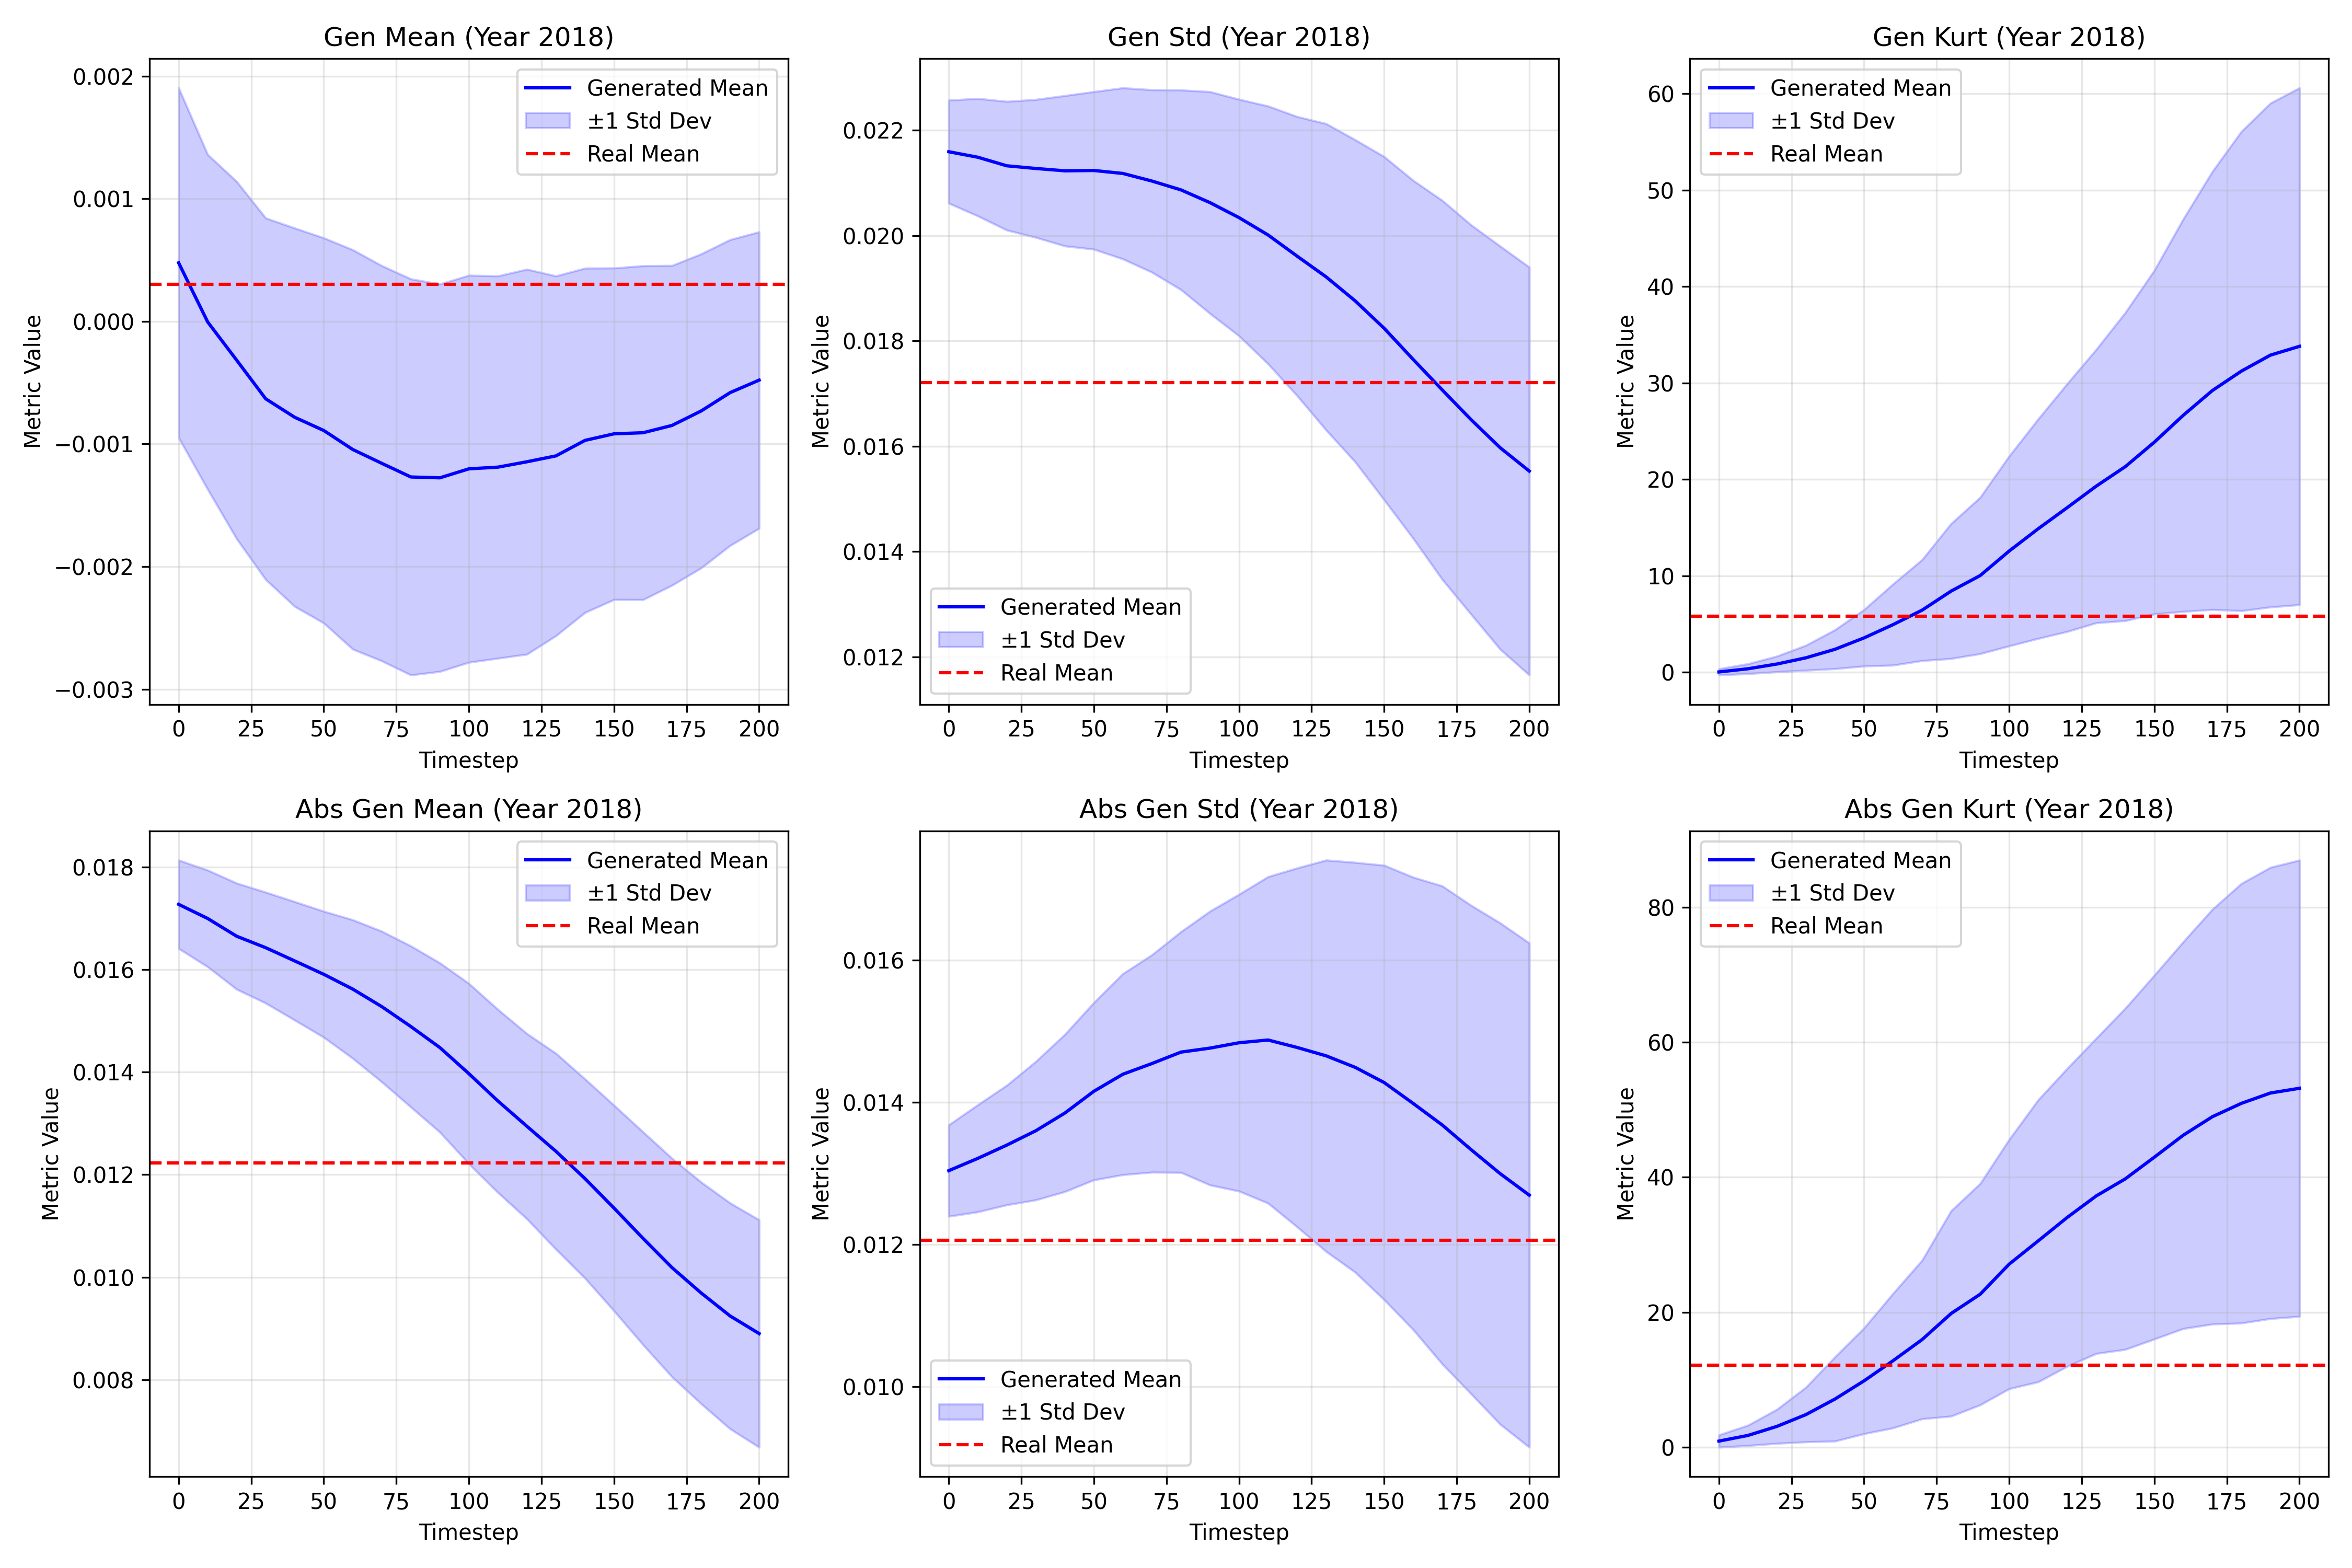 Gen Mean (Year 2018)
Metric Value
0.002
0.001
0.000
−0.001
−0.002
−0.003
Generated Mean
±1 Std Dev
Real Mean
0 25 50 75 100 125 150 175 200
Timestep
Gen Std (Year 2018)
Metric Value
0.022
0.020
0.018
0.016
0.014
0.012
Generated Mean
±1 Std Dev
Real Mean
0 25 50 75 100 125 150 175 200
Timestep
Gen Kurt (Year 2018)
Metric Value
60
50
40
30
20
10
0
Generated Mean
±1 Std Dev
Real Mean
0 25 50 75 100 125 150 175 200
Timestep
Abs Gen Mean (Year 2018)
Metric Value
0.018
0.016
0.014
0.012
0.010
0.008
Generated Mean
±1 Std Dev
Real Mean
0 25 50 75 100 125 150 175 200
Timestep
Abs Gen Std (Year 2018)
Metric Value
0.016
0.014
0.012
0.010
Generated Mean
±1 Std Dev
Real Mean
0 25 50 75 100 125 150 175 200
Timestep
Abs Gen Kurt (Year 2018)
Metric Value
80
60
40
20
0
Generated Mean
±1 Std Dev
Real Mean
0 25 50 75 100 125 150 175 200
Timestep